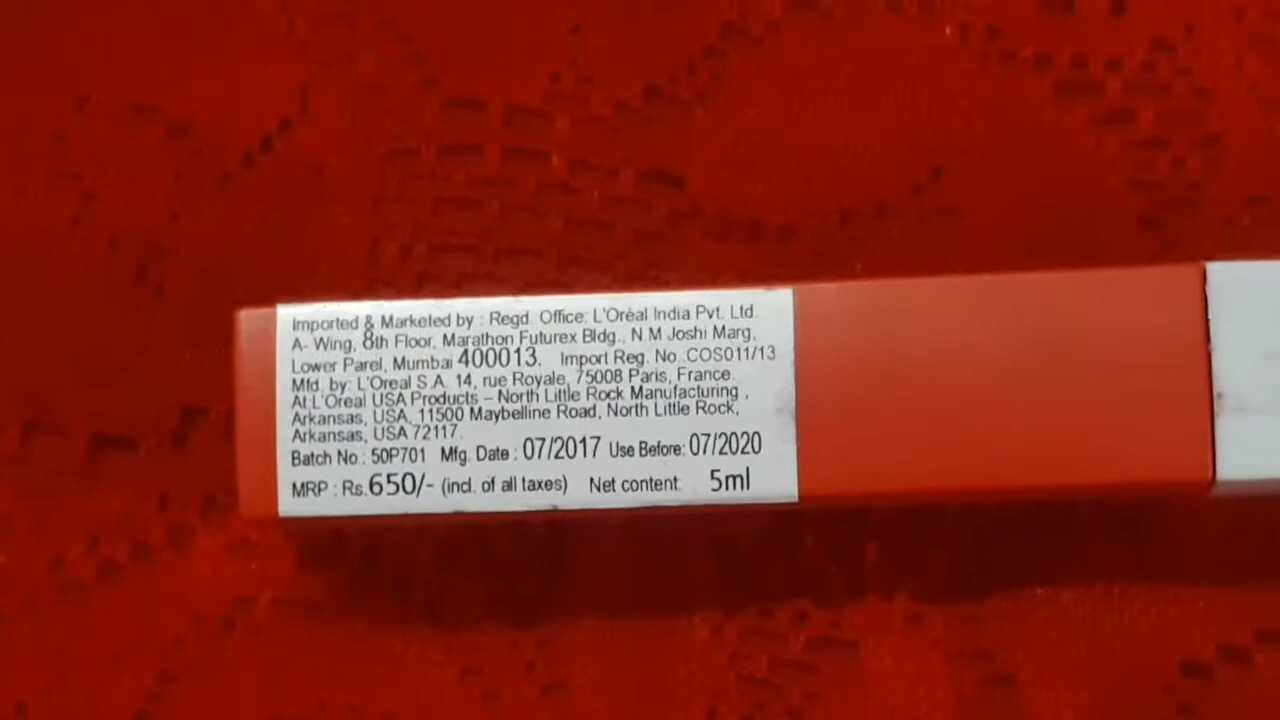 Imported & Marketed by : Regd. Office: L'Oréal India Pvt. Ltd.
A- Wing, 8th Floor, Marathon Futurex Bldg., N.M Joshi Marg,
Lower Parel, Mumbai 400013. Import Reg. No. COS011/13
Mfd. by: L'Oreal S.A. 14, rue Royale, 75008 Paris, France.
At L'Oreal USA Products – North Little Rock Manufacturing ,
Arkansas, USA, 11500 Maybelline Road, North Little Rock,
Arkansas, USA 72117.
Batch No : 50P701 Mfg. Date : 07/2017 Use Before: 07/2020
MRP : Rs.650/- (incl. of all taxes) Net content 5ml